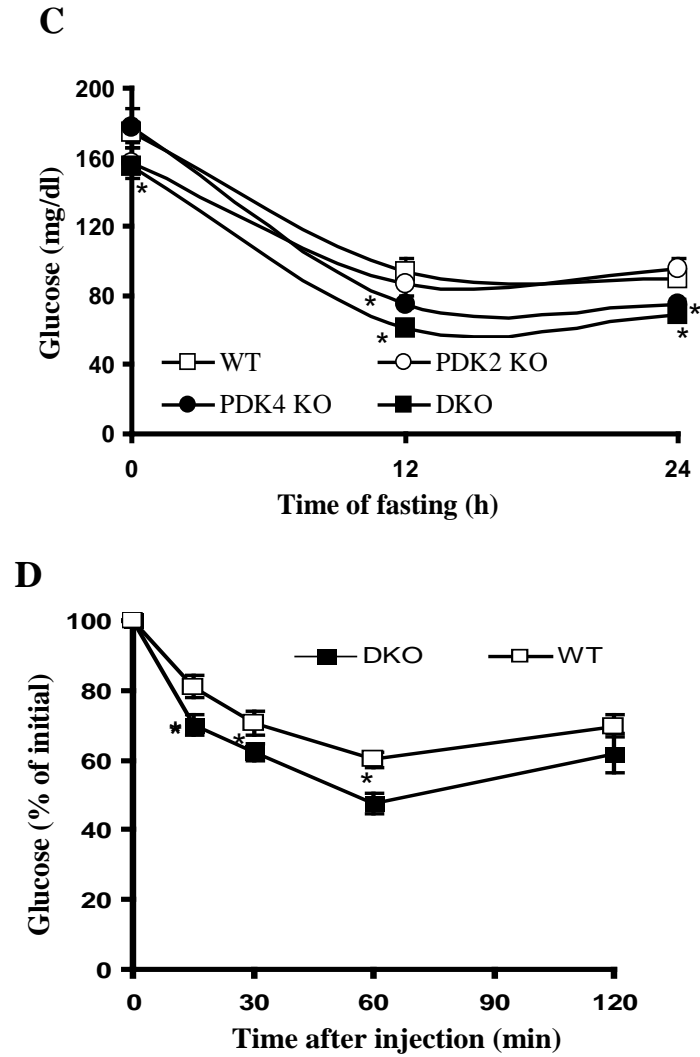 C
200
160
120
80
40
0
Glucose (mg/dl)
*
*
*
*
*
WT
PDK2 KO
PDK4 KO
DKO
0 12 24
Time of fasting (h)
D
100
80
60
40
20
0
Glucose (% of initial)
DKO
WT
*
*
*
0 30 60 90 120
Time after injection (min)